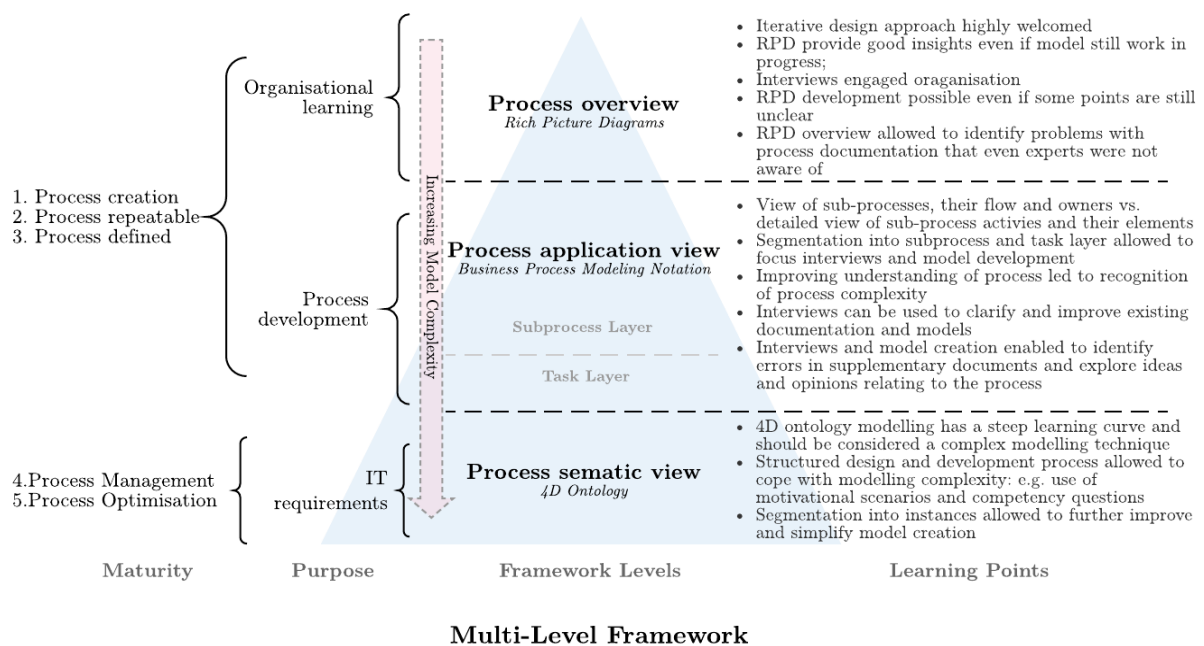 1. Process creation
2. Process repeatable
3. Process defined
4.Process Management
5.Process Optimisation
Maturity
Organisational
learning
Process
development
IT
requirements
Purpose
Increasing Model Complexity
Process overview
Rich Picture Diagrams
Process application view
Business Process Modeling Notation
Subprocess Layer
Task Layer
Process sematic view
4D Ontology
Framework Levels
• Iterative design approach highly welcomed
• RPD provide good insights even if model still work in
progress;
• Interviews engaged oraganisation
• RPD development possible even if some points are still
unclear
• RPD overview allowed to identify problems with
process documentation that even experts were not
aware of
• View of sub-processes, their flow and owners vs.
detailed view of sub-process activies and their elements
• Segmentation into subprocess and task layer allowed to
focus interviews and model development
• Improving understanding of process led to recognition
of process complexity
• Interviews can be used to clarify and improve existing
documentation and models
• Interviews and model creation enabled to identify
errors in supplementary documents and explore ideas
and opinions relating to the process
• 4D ontology modelling has a steep learning curve and
should be considered a complex modelling technique
• Structured design and development process allowed to
cope with modelling complexity: e.g. use of
motivational scenarios and competency questions
• Segmentation into instances allowed to further improve
and simplify model creation
Learning Points
Multi-Level Framework